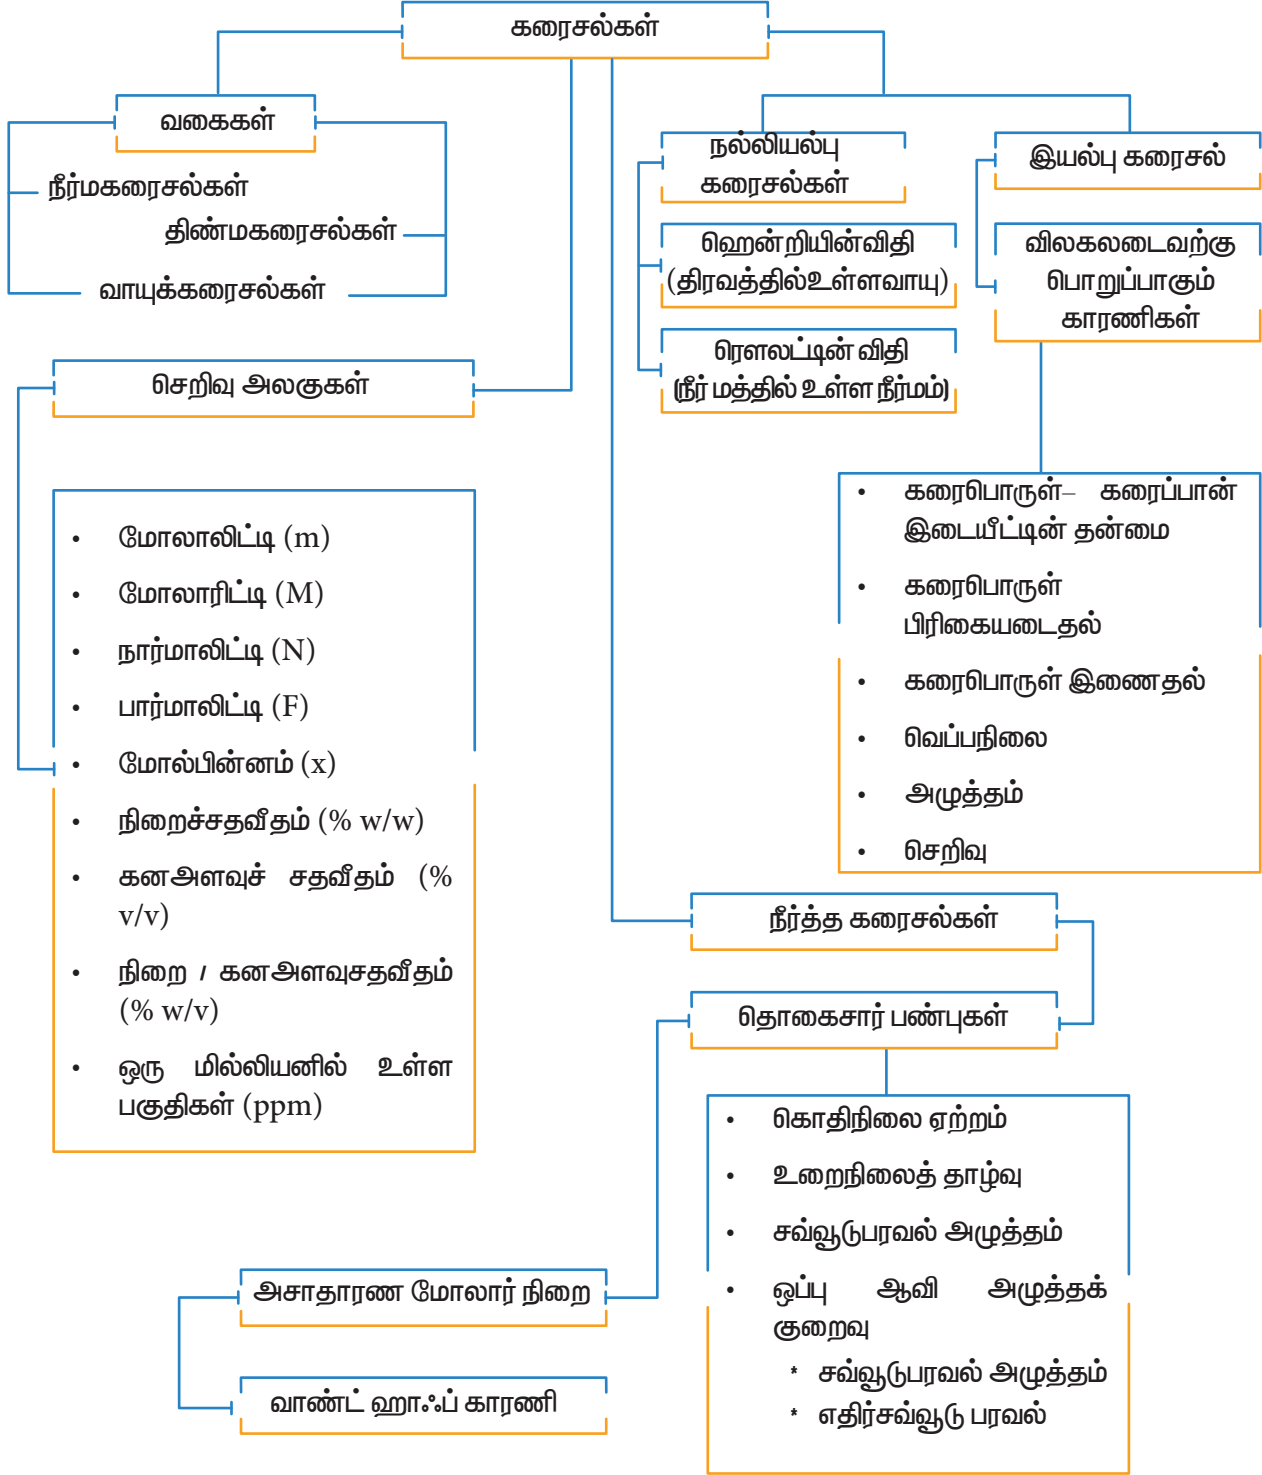 கரைசல்கள்
வகைகள்
நீர்மகரைசல்கள்
திண்மகரைசல்கள்
வாயுக்கரைசல்கள்
நல்லியல்பு
கரைசல்கள்
ஹென்றியின்விதி
(திரவத்தில்உள்ளவாயு)
ரௌலட்டின் விதி
(நீர் மத்தில் உள்ள நீர்மம்)
இயல்பு கரைசல்
விலகலடைவற்கு
பொறுப்பாகும்
காரணிகள்
• கரைபொருள்– கரைப்பான்
இடையீட்டின் தன்மை
• கரைபொருள்
பிரிகையடைதல்
• கரைபொருள் இணைதல்
• வெப்பநிலை
• அழுத்தம்
• செறிவு
செறிவு அலகுகள்
• மோலாலிட்டி (m)
• மோலாரிட்டி (M)
• நார்மாலிட்டி (N)
• பார்மாலிட்டி (F)
• மோல்பின்னம் (x)
• நிறைச்சதவீதம் (% w/w)
• கனஅளவுச் சதவீதம் (%
v/v)
• நிறை / கனஅளவுசதவீதம்
(% w/v)
• ஒரு மில்லியனில் உள்ள
பகுதிகள் (ppm)
நீர்த்த கரைசல்கள்
தொகைசார் பண்புகள்
• கொதிநிலை ஏற்றம்
• உறைநிலைத் தாழ்வு
• சவ்வூடுபரவல் அழுத்தம்
• ஒப்பு ஆவி அழுத்தக்
குறைவு
* சவ்வூடுபரவல் அழுத்தம்
* எதிர்சவ்வூடு பரவல்
அசாதாரண மோலார் நிறை
வாண்ட் ஹாஃப் காரணி